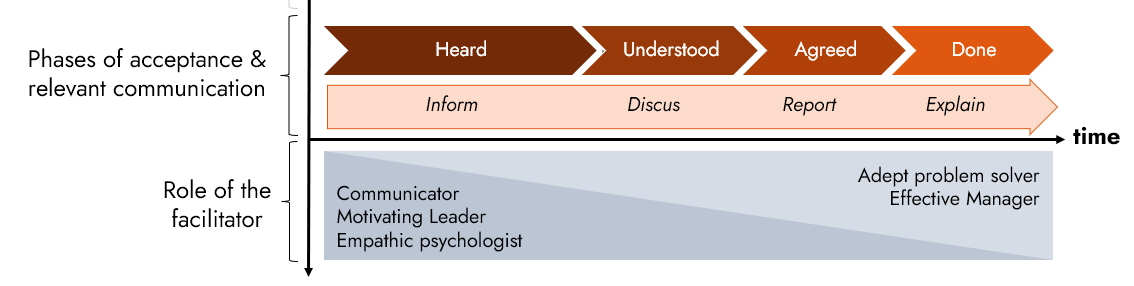 Phases of acceptance &
relevant communication
Heard
Understood
Agreed
Done
Inform
Discus
Report
Explain
time
Role of the
facilitator
Communicator
Motivating Leader
Empathic psychologist
Adept problem solver
Effective Manager